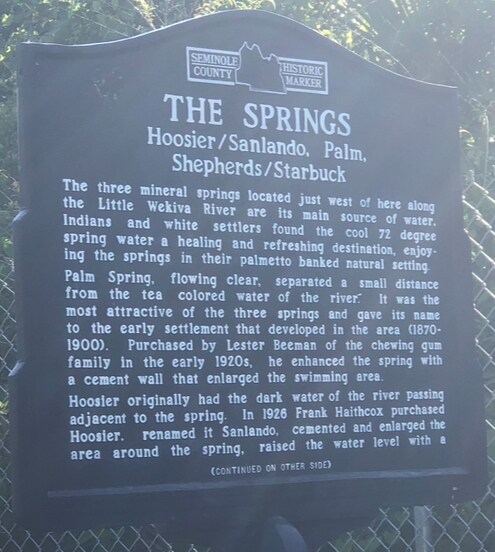 SEMINOLE COUNTY HISTORIC MARKER
THE SPRINGS
Hoosier/Sanlando, Palm,
Shepherds/Starbuck
The three mineral springs located just west of here along
the Little Wekiva River are its main source of water.
Indians and white settlers found the cool 72 degree
spring water a healing and refreshing destination, enjoy-
ing the springs in their palmetto banked natural setting.
Palm Spring, flowing clear, separated a small distance
from the tea colored water of the river." It was the
most attractive of the three springs and gave its name
to the early settlement that developed in the area (1870-
1900). Purchased by Lester Beeman of the chewing gum
family in the early 1920s, he enhanced the spring with
a cement wall that enlarged the swimming area.
Hoosier originally had the dark water of the river passing
adjacent to the spring. In 1926 Frank Haithcox purchased
Hoosier, renamed it Sanlando, cemented and enlarged the
area around the spring, raised the water level with a
(CONTINUED ON OTHER SIDE)